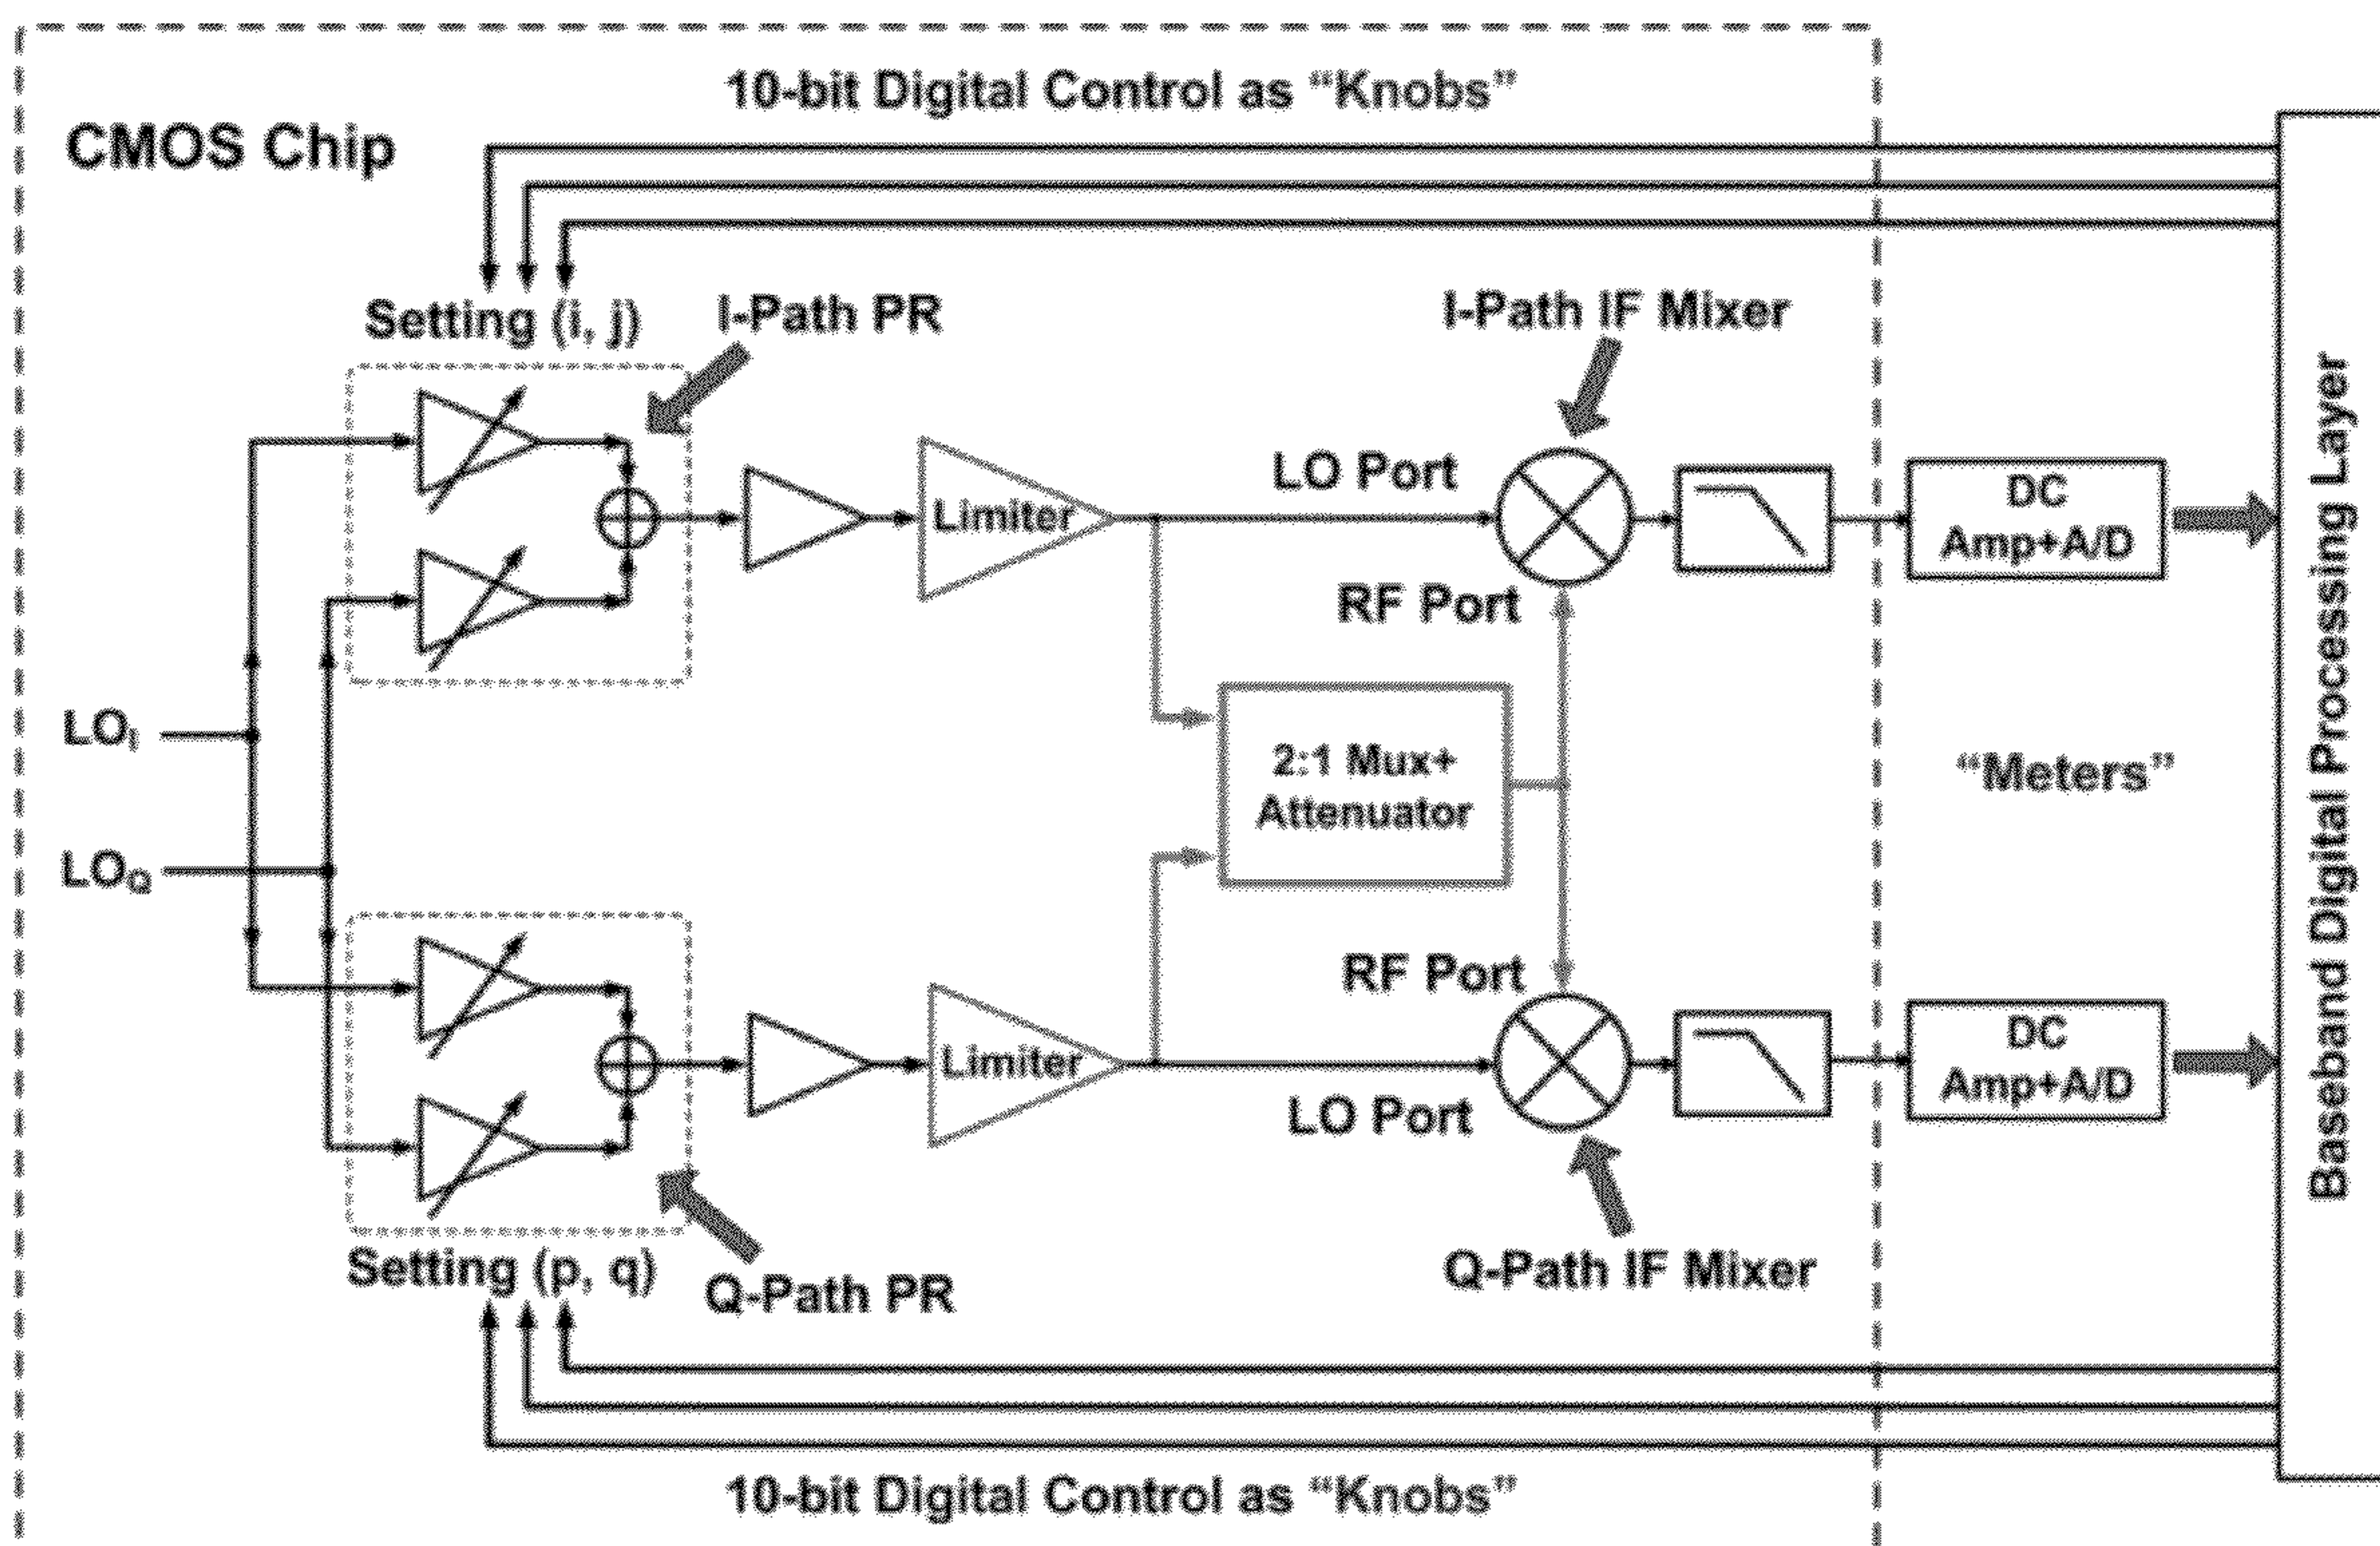 10-bit Digital Control as “Knobs”
CMOS Chip
Setting (i, j)
I-Path PR
I-Path IF Mixer
LO Port
Limiter
RF Port
DC
Amp+A/D
LOI
2:1 Mux+
Attenuator
“Meters”
Baseband Digital Processing Layer
LOQ
RF Port
Limiter
LO Port
DC
Amp+A/D
Setting (p, q)
Q-Path PR
Q-Path IF Mixer
10-bit Digital Control as “Knobs”